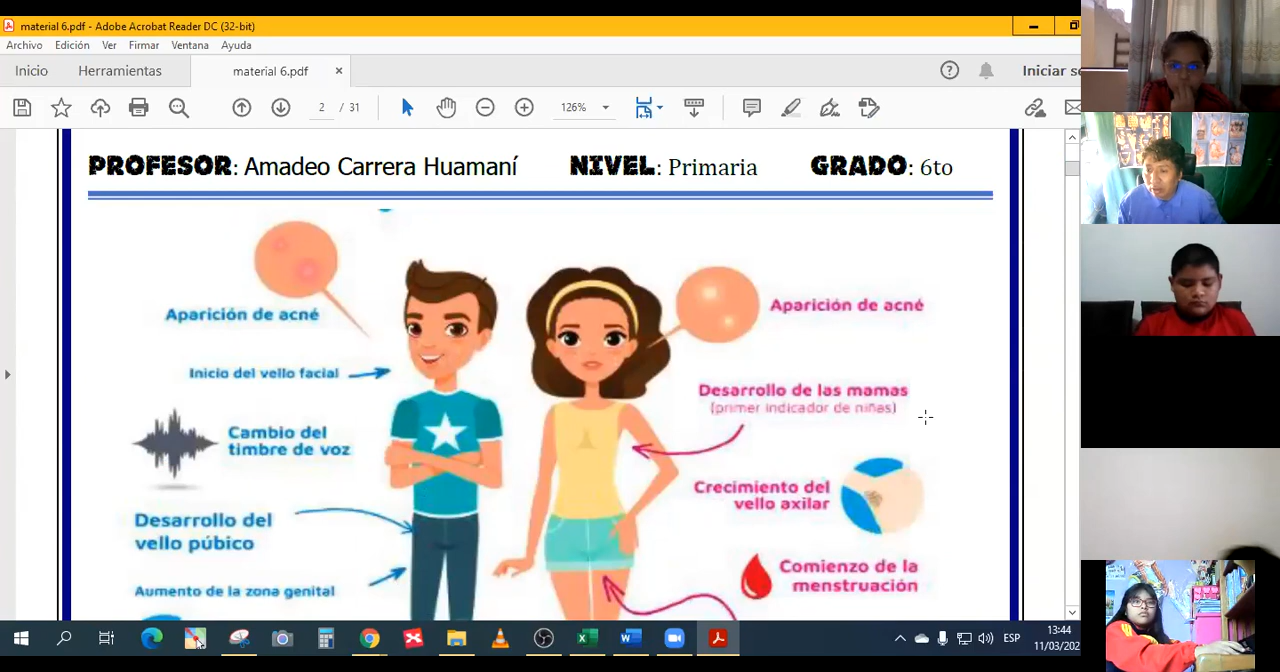 material 6.pdf - Adobe Acrobat Reader DC (32-bit)
Archivo Edición Ver Firmar Ventana Ayuda
Inicio Herramientas material 6.pdf × Iniciar se
2 / 31 126%
PROFESOR: Amadeo Carrera Huamaní NIVEL: Primaria GRADO: 6to
Aparición de acné
Inicio del vello facial
Cambio del
timbre de voz
Desarrollo del
vello púbico
Aumento de la zona genital
Aparición de acné
Desarrollo de las mamas
(primer indicador de niñas)
Crecimiento del
vello axilar
Comienzo de la
menstruación
ESP
13:44
11/03/202